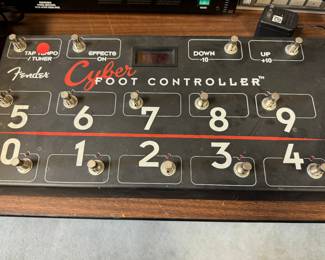 TAP TEMPO
/TUNER
EFFECTS
ON
DOWN
-10
UP
+10
Fender
Cyber
FOOT CONTROLLER™
5 6 7 8 9
0 1 2 3 4